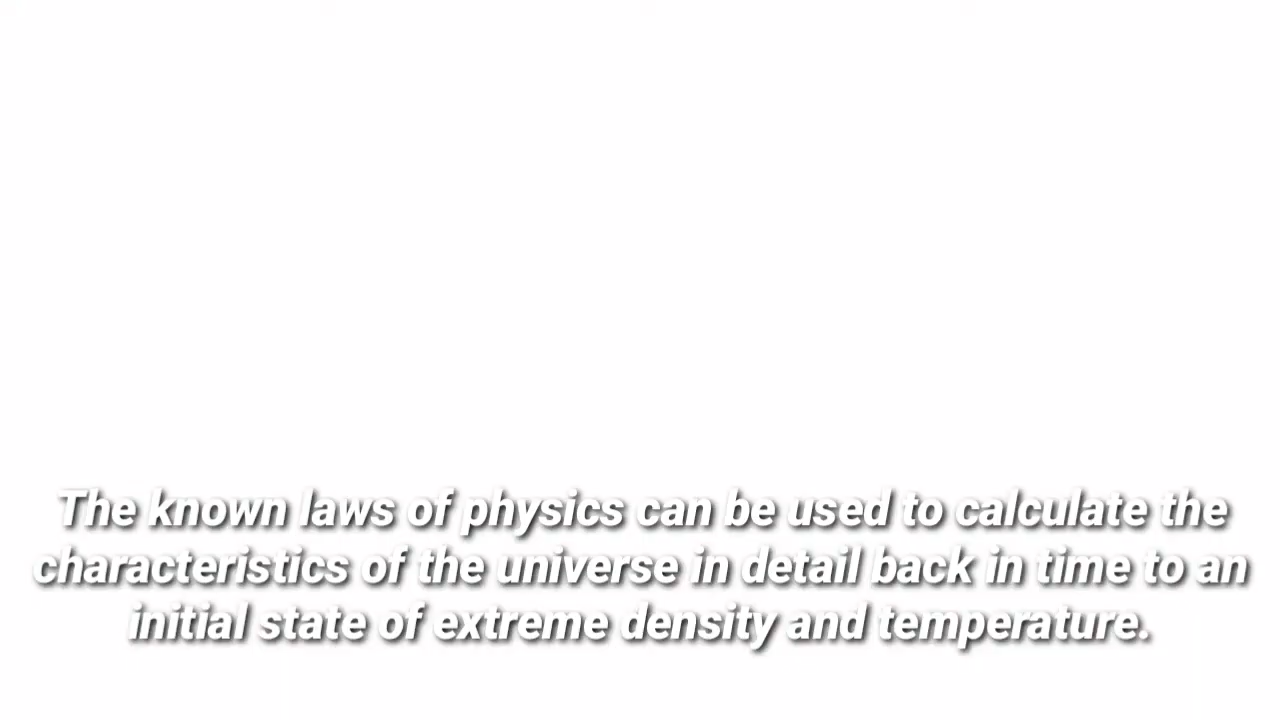 The known laws of physics can be used to calculate the
characteristics of the universe in detail back in time to an
initial state of extreme density and temperature.